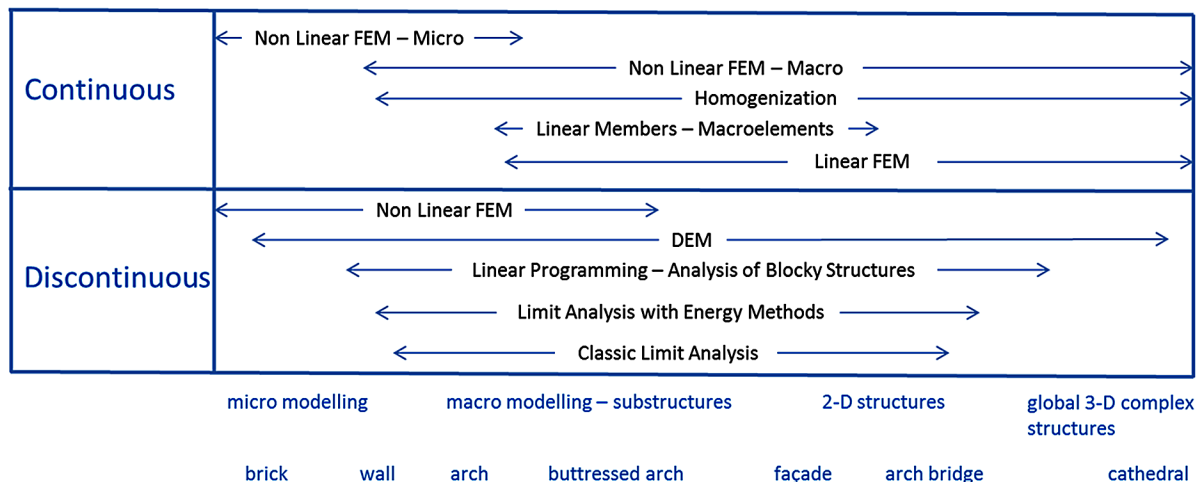 Continuous
Non Linear FEM – Micro
Non Linear FEM – Macro
Homogenization
Linear Members – Macroelements
Linear FEM
Discontinuous
Non Linear FEM
DEM
Linear Programming – Analysis of Blocky Structures
Limit Analysis with Energy Methods
Classic Limit Analysis
micro modelling macro modelling – substructures 2-D structures global 3-D complex
structures
brick wall arch buttressed arch façade arch bridge cathedral